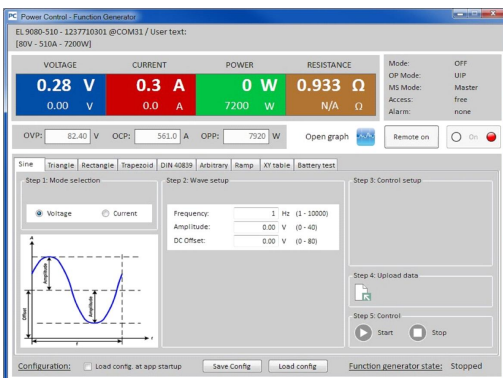 PC Power Control - Function Generator
EL 9080-510 - 1237710301 @COM31 / User text:
[80V - 510A - 7200W]
VOLTAGE CURRENT POWER RESISTANCE
0.28 V 0.3 A 0 W 0.933 Ω
0.00 V 0.0 A 7200 W N/A Ω
Mode: OFF
OP Mode: UIP
MS Mode: Master
Access: free
Alarm: none
OVP: 82.40 V OCP: 561.0 A OPP: 7920 W Open graph Remote on On
Sine Triangle Rectangle Trapezoid DIN 40839 Arbitrary Ramp XY table Battery test
Step 1: Mode selection
Voltage Current
Amplitude
Amplitude
Offset
A
t
Step 2: Wave setup
Frequency: 1 Hz (1 - 10000)
Amplitude: 0.00 V (0 - 40)
DC Offset: 0.00 V (0 - 80)
Step 3: Control setup
Step 4: Upload data
Step 5: Control
Start Stop
Configuration: Load config. at app startup Save Config Load config Function generator state: Stopped